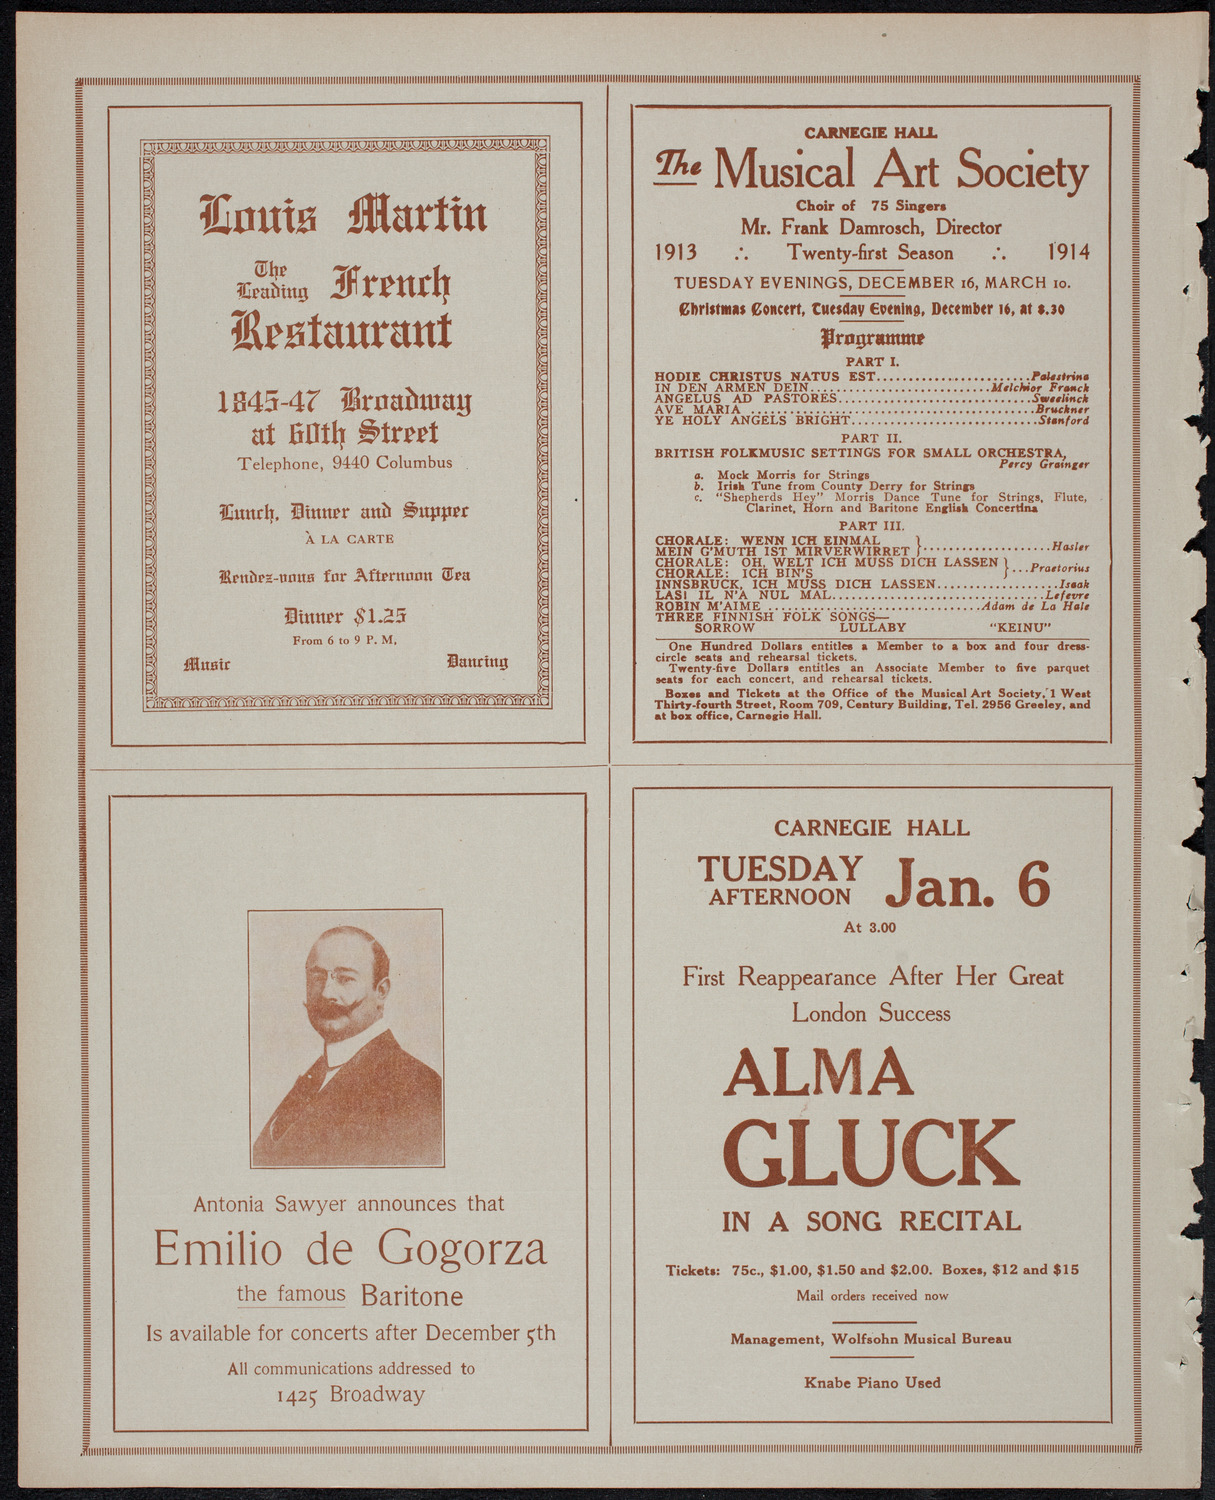 Louis Martin
The Leading French
Restaurant
1845-47 Broadway
at 60th Street
Telephone, 9440 Columbus
Lunch, Dinner and Supper
À LA CARTE
Rendez-vous for Afternoon Tea
Dinner $1.25
From 6 to 9 P. M.
Music Dancing
CARNEGIE HALL
The Musical Art Society
Choir of 75 Singers
Mr. Frank Damrosch, Director
1913 ∴ Twenty-first Season ∴ 1914
TUESDAY EVENINGS, DECEMBER 16, MARCH 10.
Christmas Concert, Tuesday Evening, December 16, at 8.30
Programme
PART I.
HODIE CHRISTUS NATUS EST......................Palestrina
IN DEN ARMEN DEIN......................Melchior Franck
ANGELUS AD PASTORES......................Sweelinck
AVE MARIA ......................Bruckner
YE HOLY ANGELS BRIGHT......................Stanford
PART II.
BRITISH FOLKMUSIC SETTINGS FOR SMALL ORCHESTRA,
Percy Grainger
a. Mock Morris for Strings
b. Irish Tune from County Derry for Strings
c. "Shepherds Hey" Morris Dance Tune for Strings, Flute,
Clarinet, Horn and Baritone English Concertina
PART III.
CHORALE: WENN ICH EINMAL
MEIN G'MUTH IST MIRVERWIRRET }....................Hasler
CHORALE: OH, WELT ICH MUSS DICH LASSEN
CHORALE: ICH BIN'S }...Praetorius
INNSBRUCK, ICH MUSS DICH LASSEN...................Isaak
LAS! IL N'A NUL MAL......................Lefevre
ROBIN M'AIME ......................Adam de La Hale
THREE FINNISH FOLK SONGS—
SORROW LULLABY "KEINU"
One Hundred Dollars entitles a Member to a box and four dress-
circle seats and rehearsal tickets.
Twenty-five Dollars entitles an Associate Member to five parquet
seats for each concert, and rehearsal tickets.
Boxes and Tickets at the Office of the Musical Art Society, 1 West
Thirty-fourth Street, Room 709, Century Building, Tel. 2956 Greeley, and
at box office, Carnegie Hall.
Antonia Sawyer announces that
Emilio de Gogorza
the famous Baritone
Is available for concerts after December 5th
All communications addressed to
1425 Broadway
CARNEGIE HALL
TUESDAY AFTERNOON Jan. 6
At 3.00
First Reappearance After Her Great
London Success
ALMA
GLUCK
IN A SONG RECITAL
Tickets: 75c., $1.00, $1.50 and $2.00. Boxes, $12 and $15
Mail orders received now
Management, Wolfsohn Musical Bureau
Knabe Piano Used